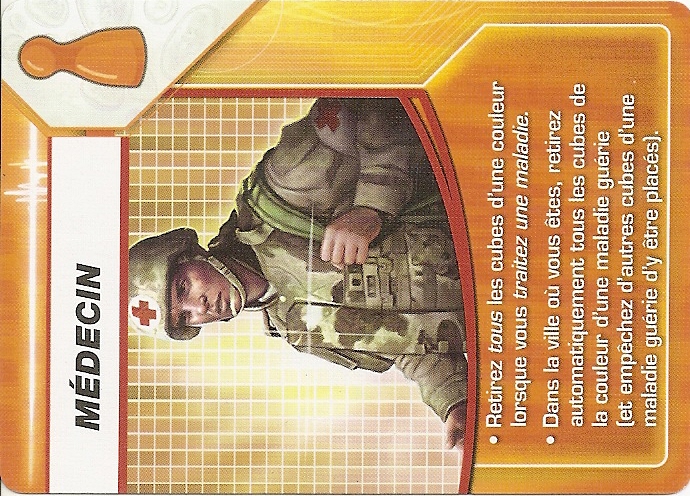 MÉDECIN
• Retirez tous les cubes d'une couleur
lorsque vous traitez une maladie.
• Dans la ville où vous êtes, retirez
automatiquement tous les cubes de
la couleur d'une maladie guérie
(et empêchez d'autres cubes d'une
maladie guérie d'y être placés).